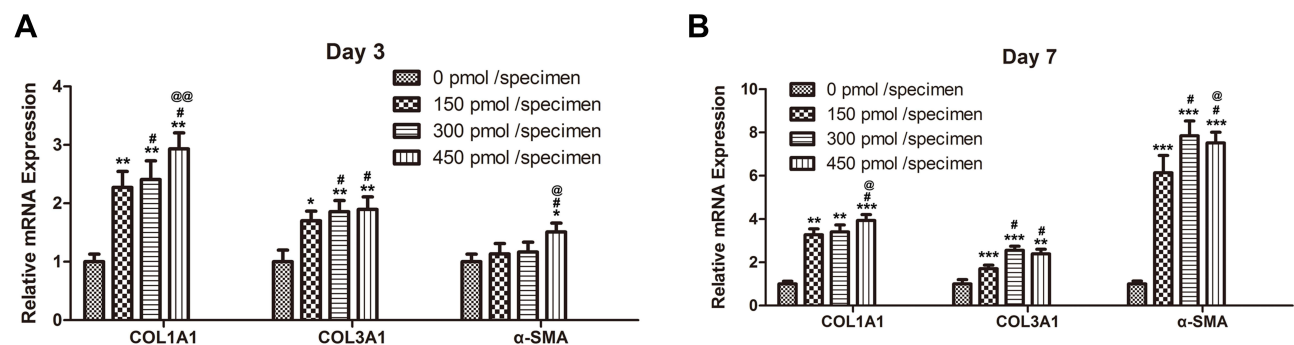 A
Day 3
0 pmol /specimen
150 pmol /specimen
300 pmol /specimen
450 pmol /specimen
Relative mRNA Expression
4
3
2
1
0
**
#
**
@@
#
**
*
#
**
#
**
@
#
*
COL1A1
COL3A1
α-SMA
B
Day 7
0 pmol /specimen
150 pmol /specimen
300 pmol /specimen
450 pmol /specimen
Relative mRNA Expression
10
8
6
4
2
0
**
**
@
#
***
***
#
***
#
**
***
#
***
@
#
***
COL1A1
COL3A1
α-SMA